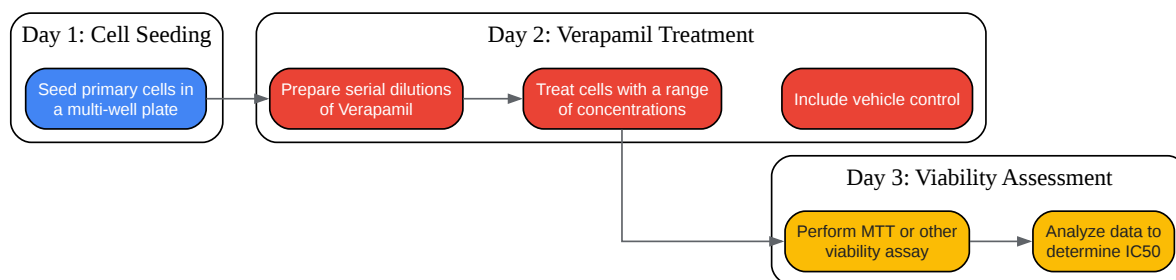 Day 1: Cell Seeding
Seed primary cells in
a multi-well plate
Day 2: Verapamil Treatment
Prepare serial dilutions
of Verapamil
Treat cells with a range
of concentrations
Include vehicle control
Day 3: Viability Assessment
Perform MTT or other
viability assay
Analyze data to
determine IC50